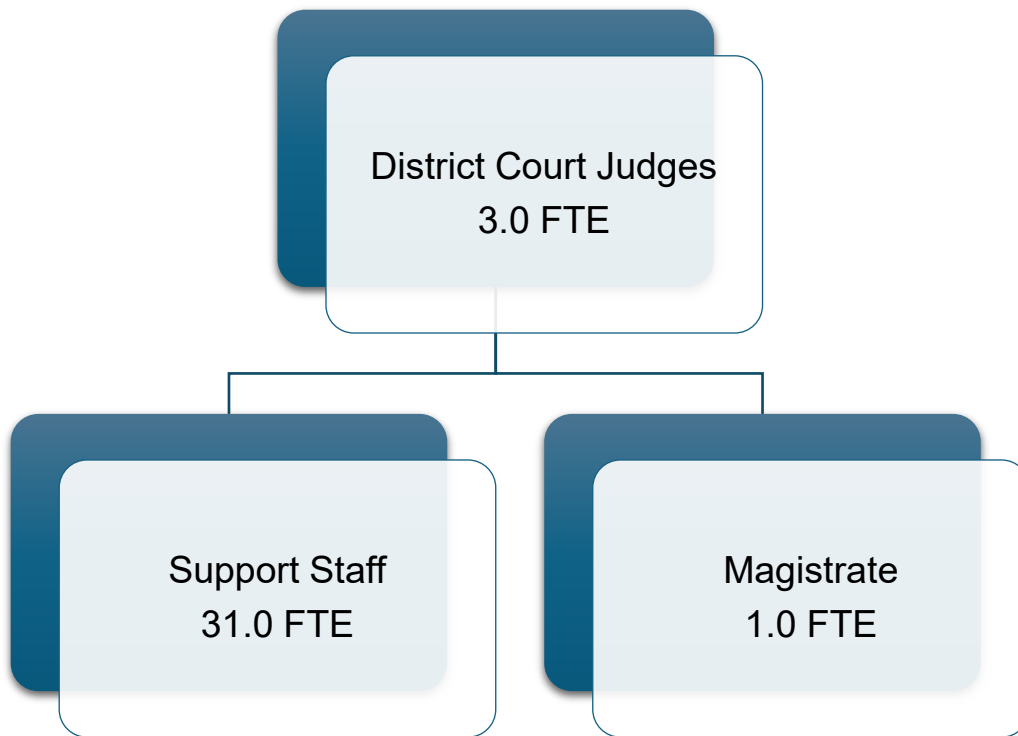 District Court Judges
3.0 FTE
Support Staff
31.0 FTE
Magistrate
1.0 FTE